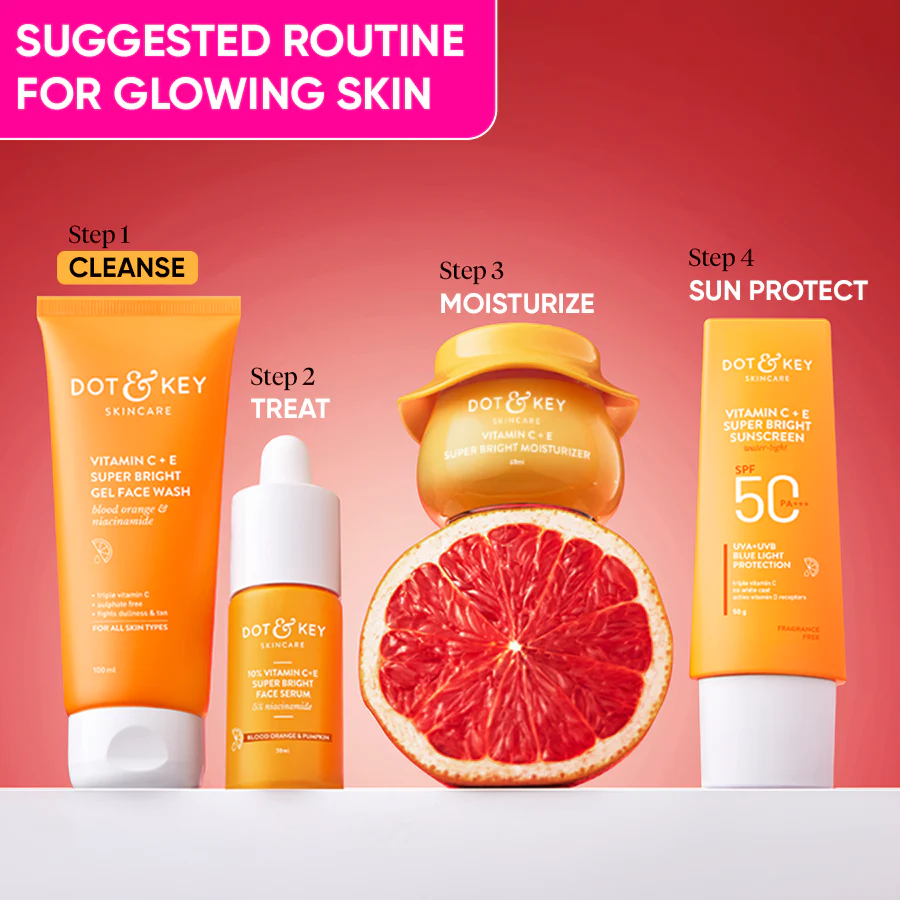 SUGGESTED ROUTINE
FOR GLOWING SKIN
Step 1
CLEANSE
DOT & KEY
SKINCARE
VITAMIN C + E
SUPER BRIGHT
GEL FACE WASH
blood orange &
niacinamide
• triple vitamin C
• sulphate free
• fights dullness & tan
FOR ALL SKIN TYPES
100 ml
Step 2
TREAT
DOT & KEY
SKINCARE
10% VITAMIN C+E
SUPER BRIGHT
FACE SERUM
5% niacinamide
BLOOD ORANGE & PUMPKIN
20ml
Step 3
MOISTURIZE
DOT & KEY
SKINCARE
VITAMIN C + E
SUPER BRIGHT MOISTURIZER
60ml
Step 4
SUN PROTECT
DOT & KEY
SKINCARE
VITAMIN C + E
SUPER BRIGHT
SUNSCREEN
water-light
SPF
50 PA+++
UVA+UVB
BLUE LIGHT
PROTECTION
triple vitamin C
no white cast
active vitamin D receptors
50 g
FRAGRANCE
FREE